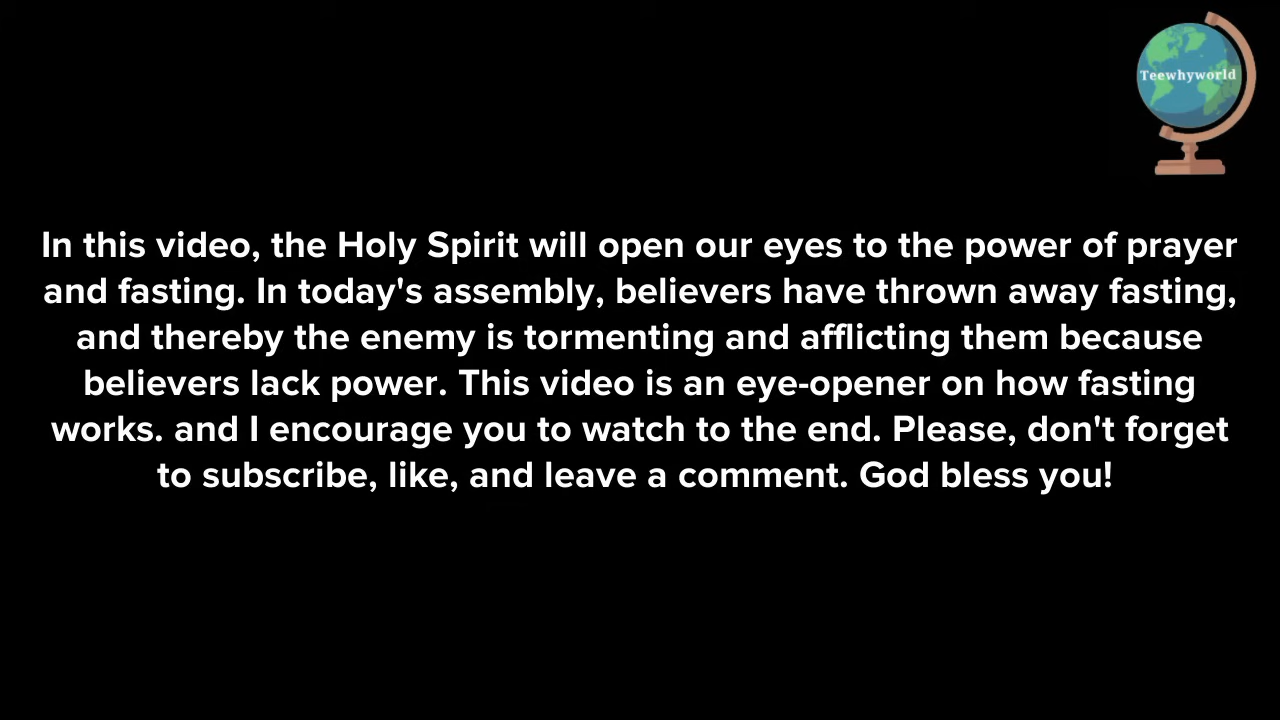 Teewhyworld
In this video, the Holy Spirit will open our eyes to the power of prayer
and fasting. In today's assembly, believers have thrown away fasting,
and thereby the enemy is tormenting and afflicting them because
believers lack power. This video is an eye-opener on how fasting
works. and I encourage you to watch to the end. Please, don't forget
to subscribe, like, and leave a comment. God bless you!